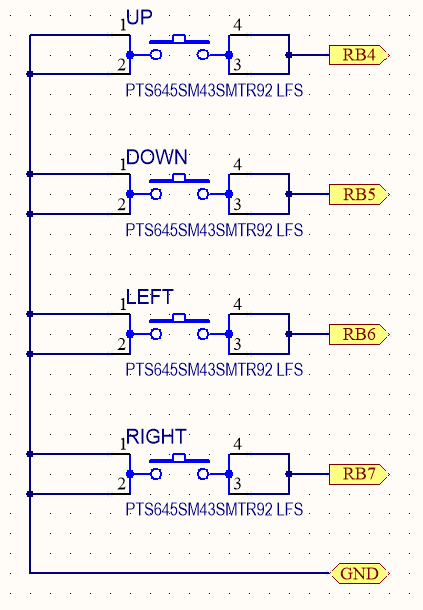 UP
1 4
RB4
2 3
PTS645SM43SMTR92 LFS
DOWN
1 4
RB5
2 3
PTS645SM43SMTR92 LFS
LEFT
1 4
RB6
2 3
PTS645SM43SMTR92 LFS
RIGHT
1 4
RB7
2 3
PTS645SM43SMTR92 LFS
GND